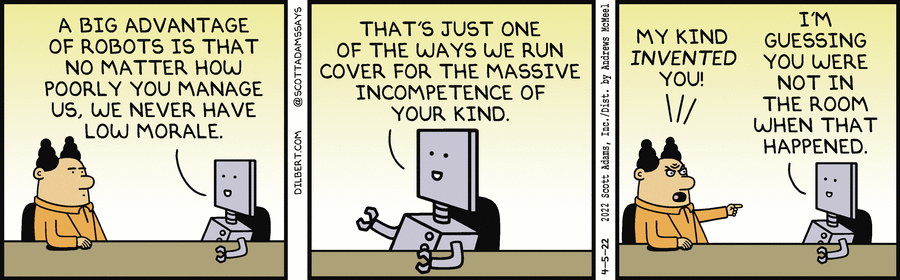 A BIG ADVANTAGE
OF ROBOTS IS THAT
NO MATTER HOW
POORLY YOU MANAGE
US, WE NEVER HAVE
LOW MORALE.
DILBERT.COM @SCOTTADAMSSAYS
THAT'S JUST ONE
OF THE WAYS WE RUN
COVER FOR THE MASSIVE
INCOMPETENCE OF
YOUR KIND.
4-5-22 2022 Scott Adams, Inc./Dist. by Andrews McMeel
MY KIND
INVENTED
YOU!
I'M
GUESSING
YOU WERE
NOT IN
THE ROOM
WHEN THAT
HAPPENED.